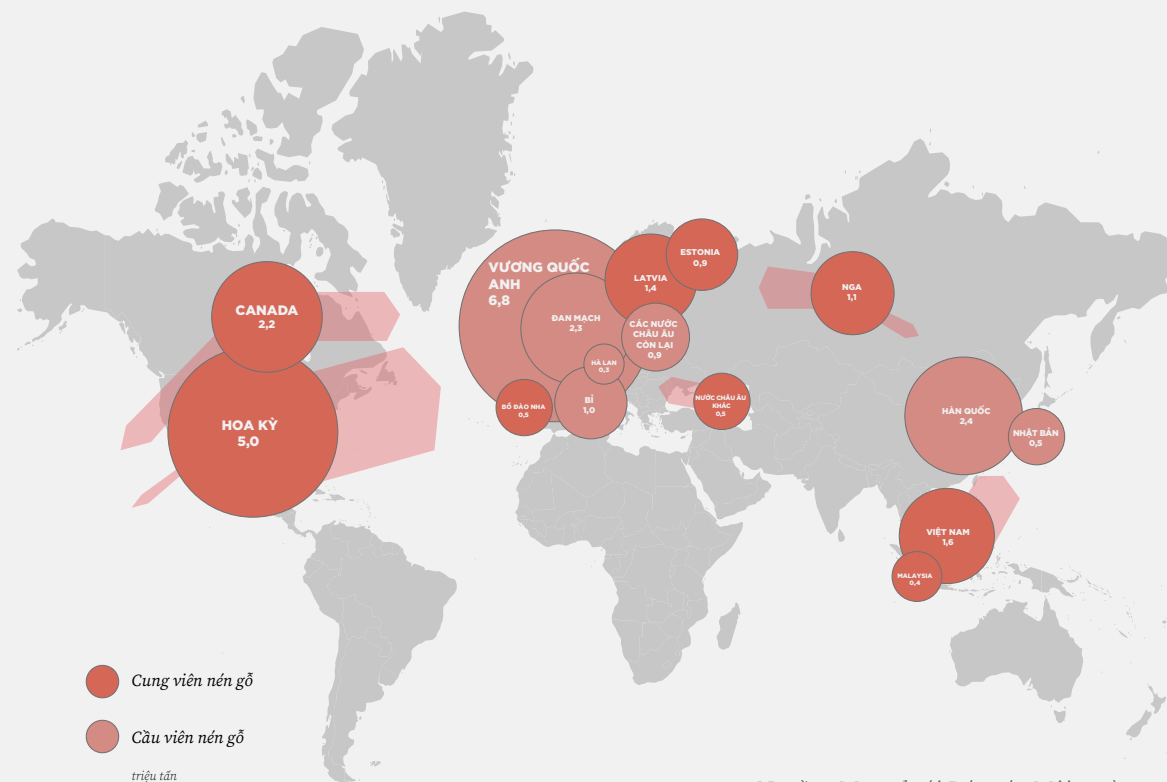 VƯƠNG QUỐC
ANH
6,8
ESTONIA
0,9
LATVIA
1,4
NGA
1,1
CANADA
2,2
ĐAN MẠCH
2,3
CÁC NƯỚC
CHÂU ÂU
CÒN LẠI
0,9
HÀ LAN
0,3
BỒ ĐÀO NHA
0,5
BỈ
1,0
NƯỚC CHÂU ÂU
KHÁC
0,5
HOA KỲ
5,0
HÀN QUỐC
2,4
NHẬT BẢN
0,5
VIỆT NAM
1,6
MALAYSIA
0,4
Cung viên nén gỗ
Cầu viên nén gỗ
triệu tấn